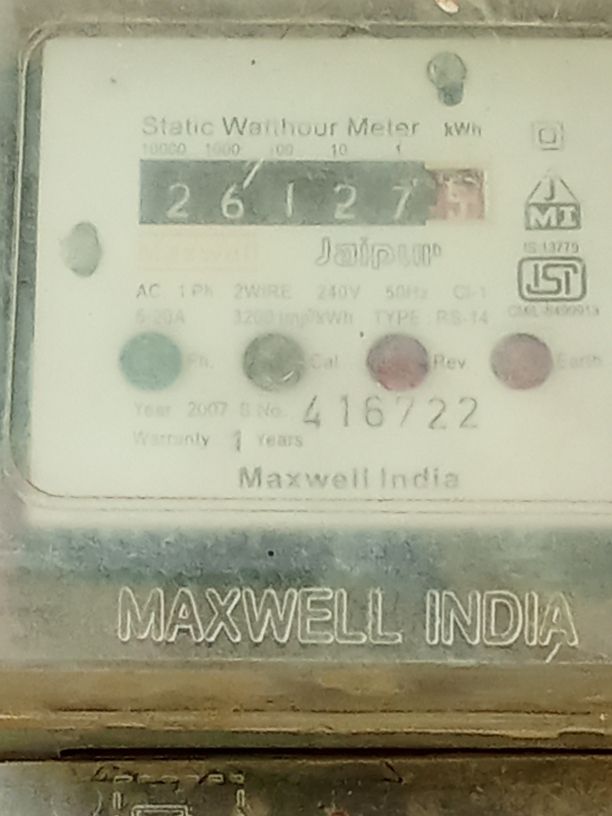 Static Watthour Meter kWh
10000 1000 100 10 1
2 6 1 2 7 5
JMI
Jaipur
IS 13779
ISI
AC 1 Ph 2WIRE 240V 50Hz Cl-1
5-20A 3200 imp/kWh TYPE : RS-14
Ph. Cal Rev Earth
Year 2007 S.No. 416722
Warranty 1 Years
Maxwell India
MAXWELL INDIA